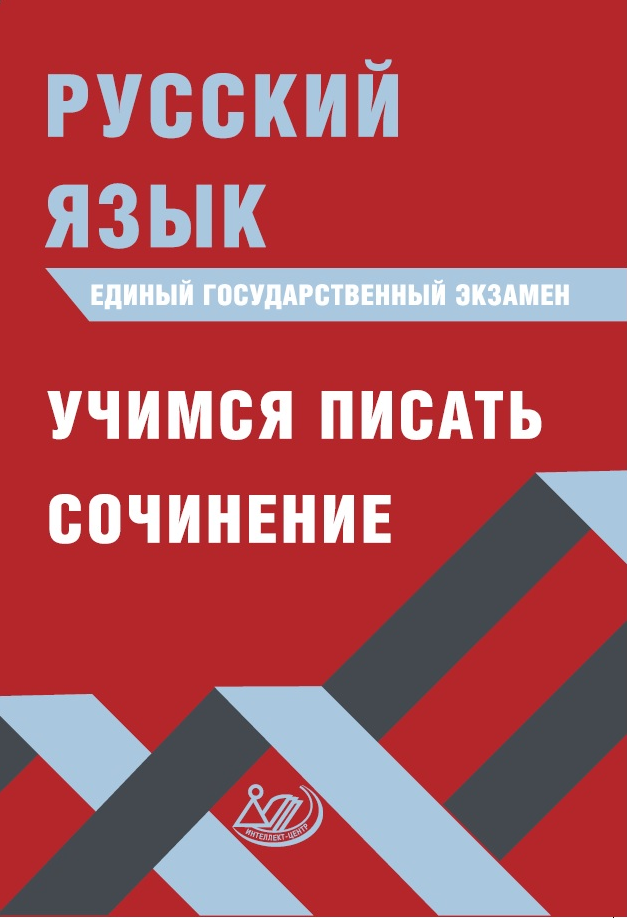 РУССКИЙ
ЯЗЫК
ЕДИНЫЙ ГОСУДАРСТВЕННЫЙ ЭКЗАМЕН
УЧИМСЯ ПИСАТЬ
СОЧИНЕНИЕ
ИНТЕЛЛЕКТ-ЦЕНТР